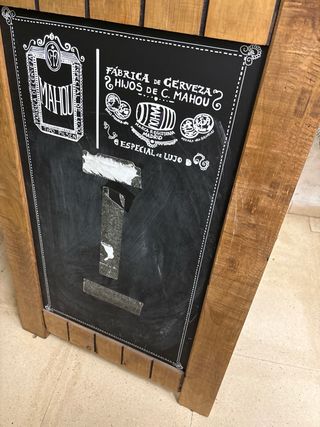 MAHOU
FÁBRICA DE CERVEZA
HIJOS DE C. MAHOU
MADRID
ESPECIAL DE LUJO